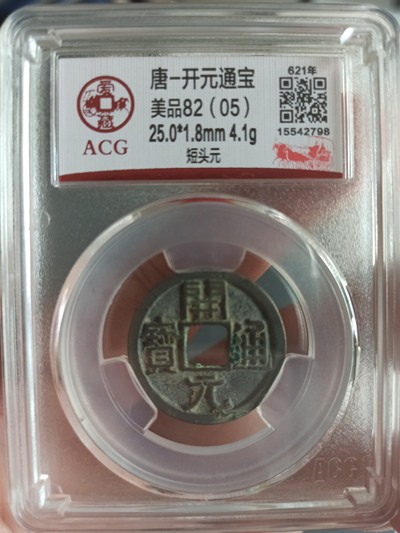 唐-开元通宝
美品82（05）
25.0*1.8mm 4.1g
短头元
ACG
621年
15542798
開
元
通
寳
ACG